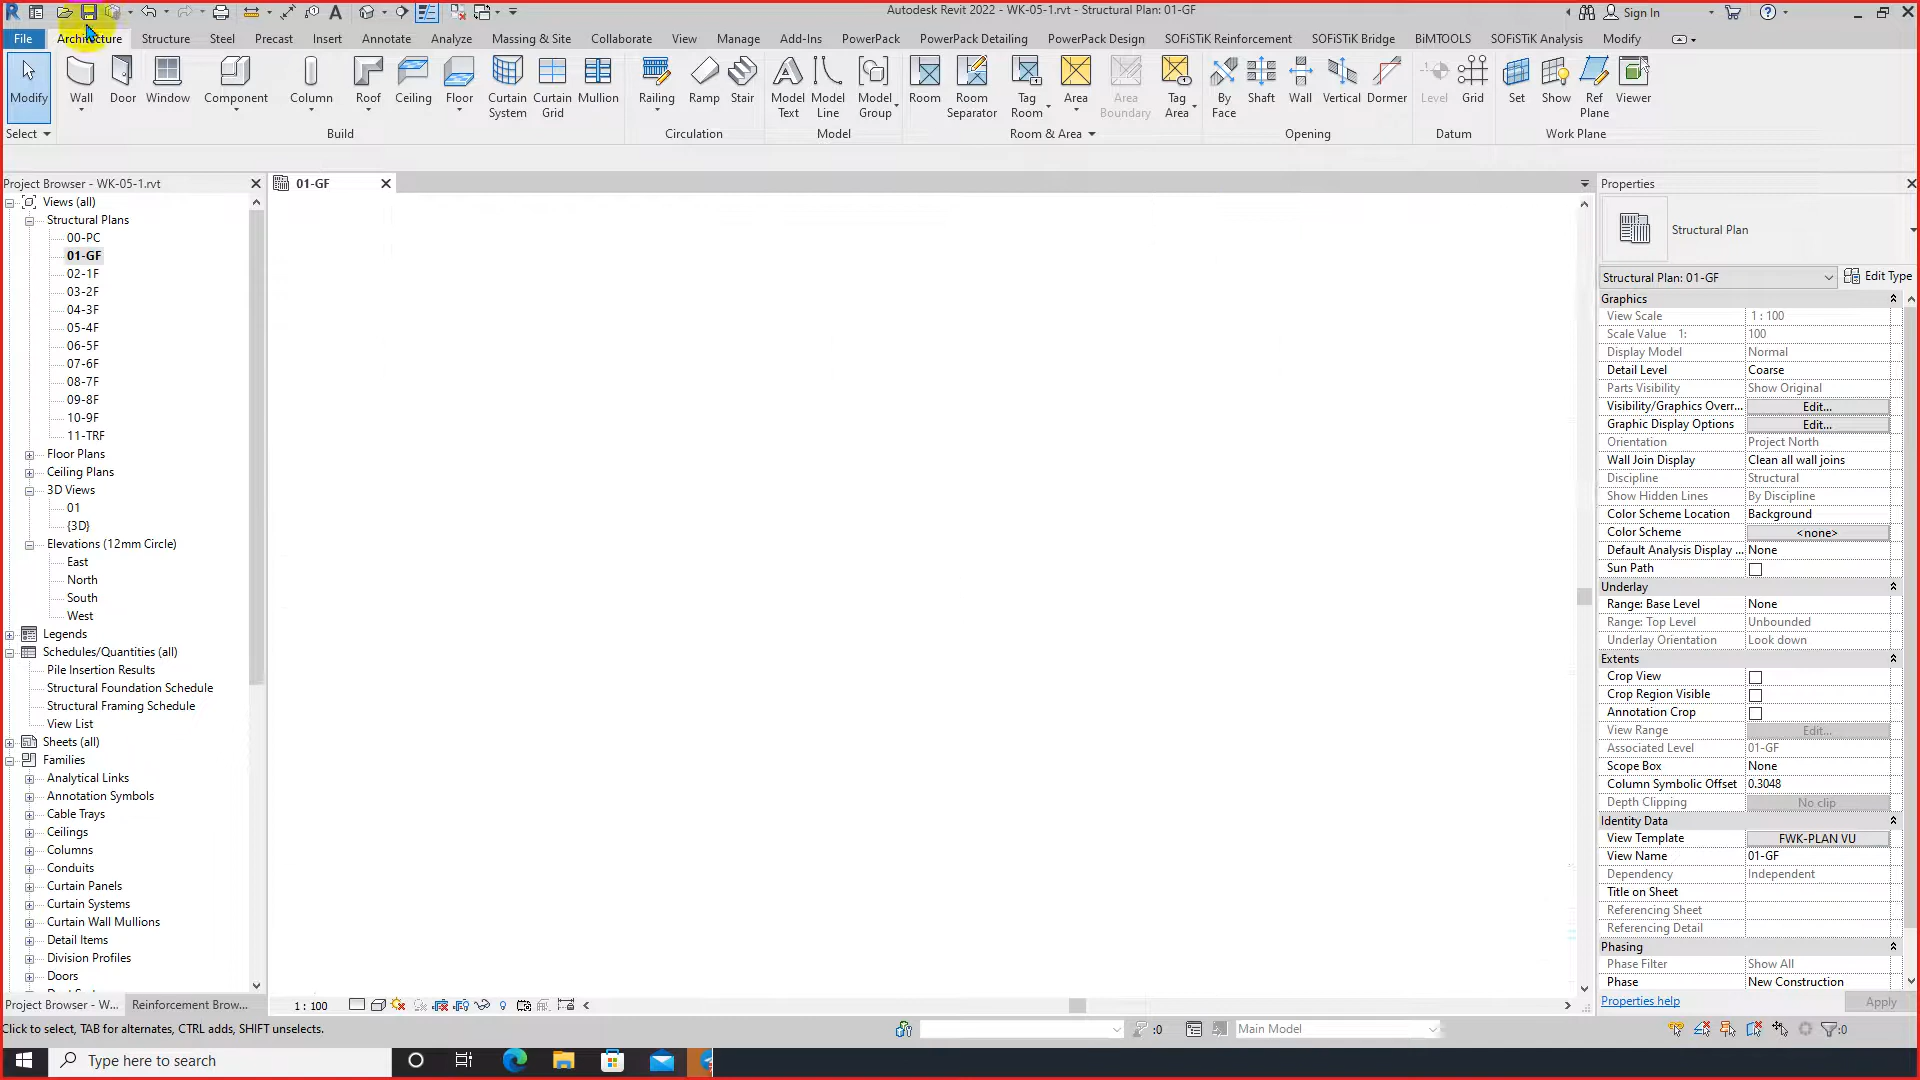 Autodesk Revit 2022 - WK-05-1.rvt - Structural Plan: 01-GF
Sign In
File Architecture Structure Steel Precast Insert Annotate Analyze Massing & Site Collaborate View Manage Add-Ins PowerPack PowerPack Detailing PowerPack Design SOFiSTiK Reinforcement SOFiSTiK Bridge BiMTOOLS SOFiSTiK Analysis Modify
Modify Wall Door Window Component Column Roof Ceiling Floor Curtain System Curtain Grid Mullion Railing Ramp Stair Model Text Model Line Model Group Room Room Separator Tag Room Area Area Boundary Tag Area By Face Shaft Wall Vertical Dormer Level Grid Set Show Ref Plane Viewer
Select Build Circulation Model Room & Area Opening Datum Work Plane
Project Browser - WK-05-1.rvt
Views (all)
Structural Plans
00-PC
01-GF
02-1F
03-2F
04-3F
05-4F
06-5F
07-6F
08-7F
09-8F
10-9F
11-TRF
Floor Plans
Ceiling Plans
3D Views
01
{3D}
Elevations (12mm Circle)
East
North
South
West
Legends
Schedules/Quantities (all)
Pile Insertion Results
Structural Foundation Schedule
Structural Framing Schedule
View List
Sheets (all)
Families
Analytical Links
Annotation Symbols
Cable Trays
Ceilings
Columns
Conduits
Curtain Panels
Curtain Systems
Curtain Wall Mullions
Detail Items
Division Profiles
Doors
Project Browser - W... Reinforcement Brow...
01-GF
1 : 100
Properties
Structural Plan
Structural Plan: 01-GF Edit Type
Graphics
View Scale 1 : 100
Scale Value 1: 100
Display Model Normal
Detail Level Coarse
Parts Visibility Show Original
Visibility/Graphics Overr... Edit...
Graphic Display Options Edit...
Orientation Project North
Wall Join Display Clean all wall joins
Discipline Structural
Show Hidden Lines By Discipline
Color Scheme Location Background
Color Scheme <none>
Default Analysis Display ... None
Sun Path
Underlay
Range: Base Level None
Range: Top Level Unbounded
Underlay Orientation Look down
Extents
Crop View
Crop Region Visible
Annotation Crop
View Range Edit...
Associated Level 01-GF
Scope Box None
Column Symbolic Offset 0.3048
Depth Clipping No clip
Identity Data
View Template FWK-PLAN VU
View Name 01-GF
Dependency Independent
Title on Sheet
Referencing Sheet
Referencing Detail
Phasing
Phase Filter Show All
Phase New Construction
Properties help Apply
Click to select, TAB for alternates, CTRL adds, SHIFT unselects. :0 Main Model :0
Type here to search